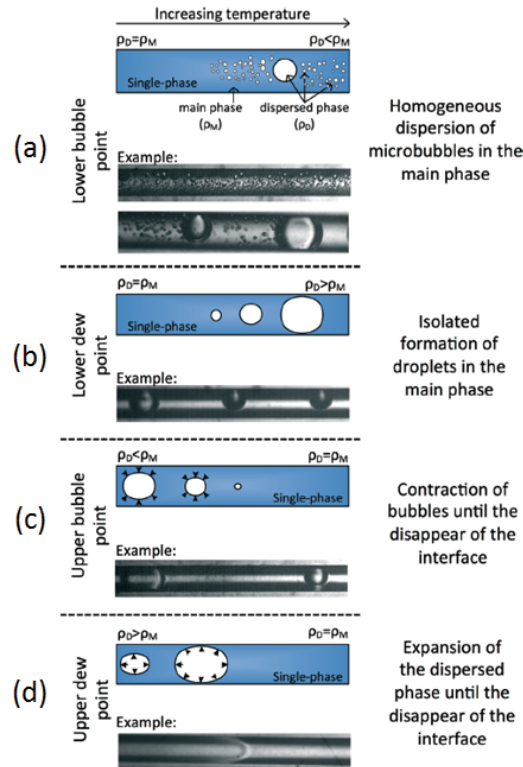 Increasing temperature
ρD=ρM
ρD<ρM
Single-phase
main phase
(ρM)
dispersed phase
(ρD)
(a)
Lower bubble
point
Example:
Homogeneous
dispersion of
microbubbles in the
main phase
ρD=ρM
ρD>ρM
Single-phase
(b)
Lower dew
point
Example:
Isolated
formation of
droplets in the
main phase
ρD<ρM
ρD=ρM
Single-phase
(c)
Upper bubble
point
Example:
Contraction of
bubbles until the
disappear of the
interface
ρD>ρM
ρD=ρM
Single-phase
(d)
Upper dew
point
Example:
Expansion of
the dispersed
phase until the
disappear of the
interface